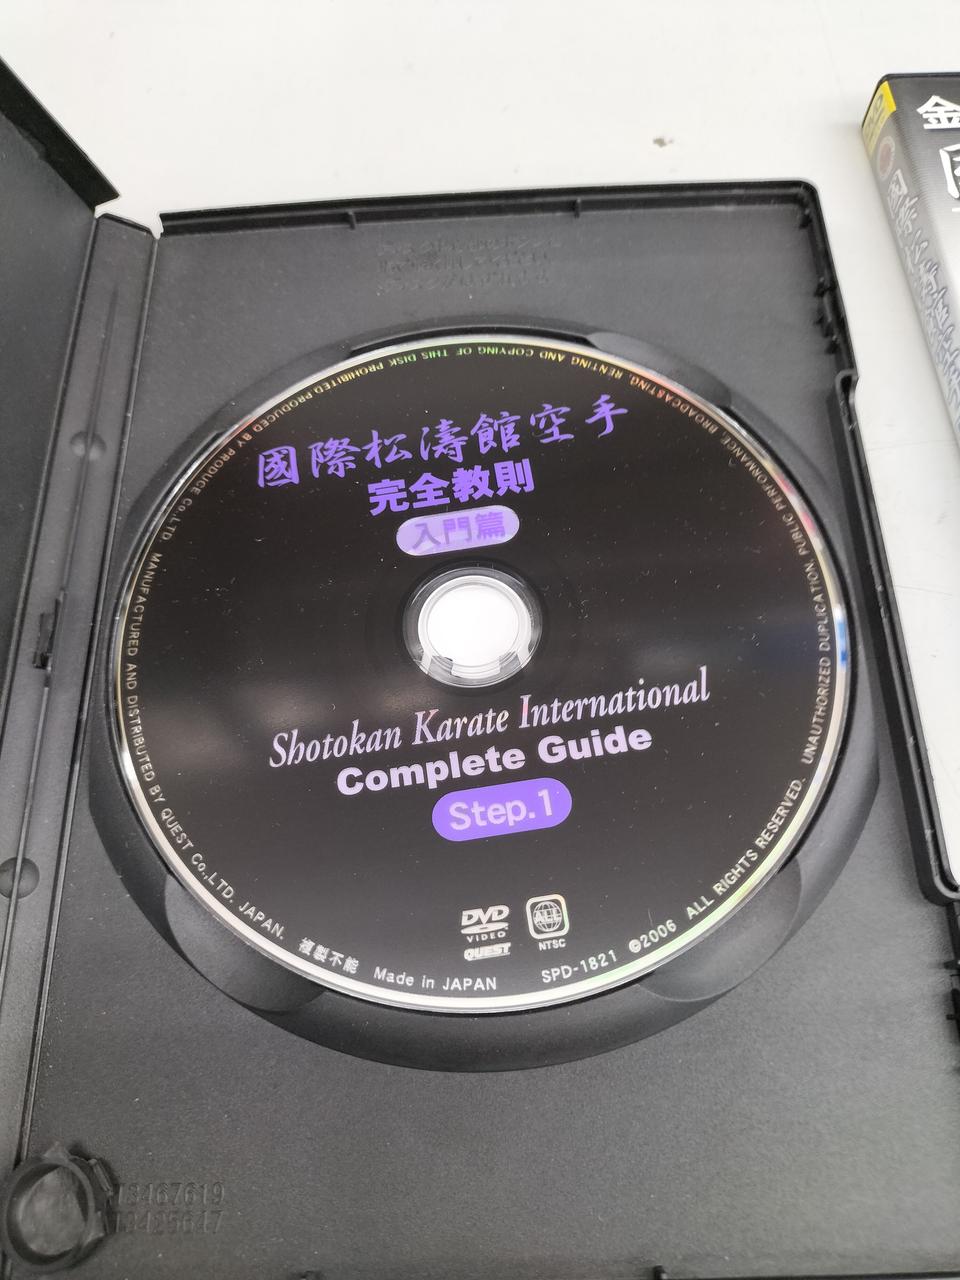 國際松濤館空手
完全教則
入門篇
Shotokan Karate International
Complete Guide
Step.1
DVD
VIDEO
QUEST
ALL
NTSC
MANUFACTURED AND DISTRIBUTED BY QUEST Co.,LTD. JAPAN. 複製不能 Made in JAPAN SPD-1821 ©2006 ALL RIGHTS RESERVED. UNAUTHORIZED DUPLICATION PUBLIC PERFORMANCE, BROADCASTING, RENTING AND COPYING OF THIS DISK PROHIBITED PRODUCED BY PRODUCE Co.,LTD.
金